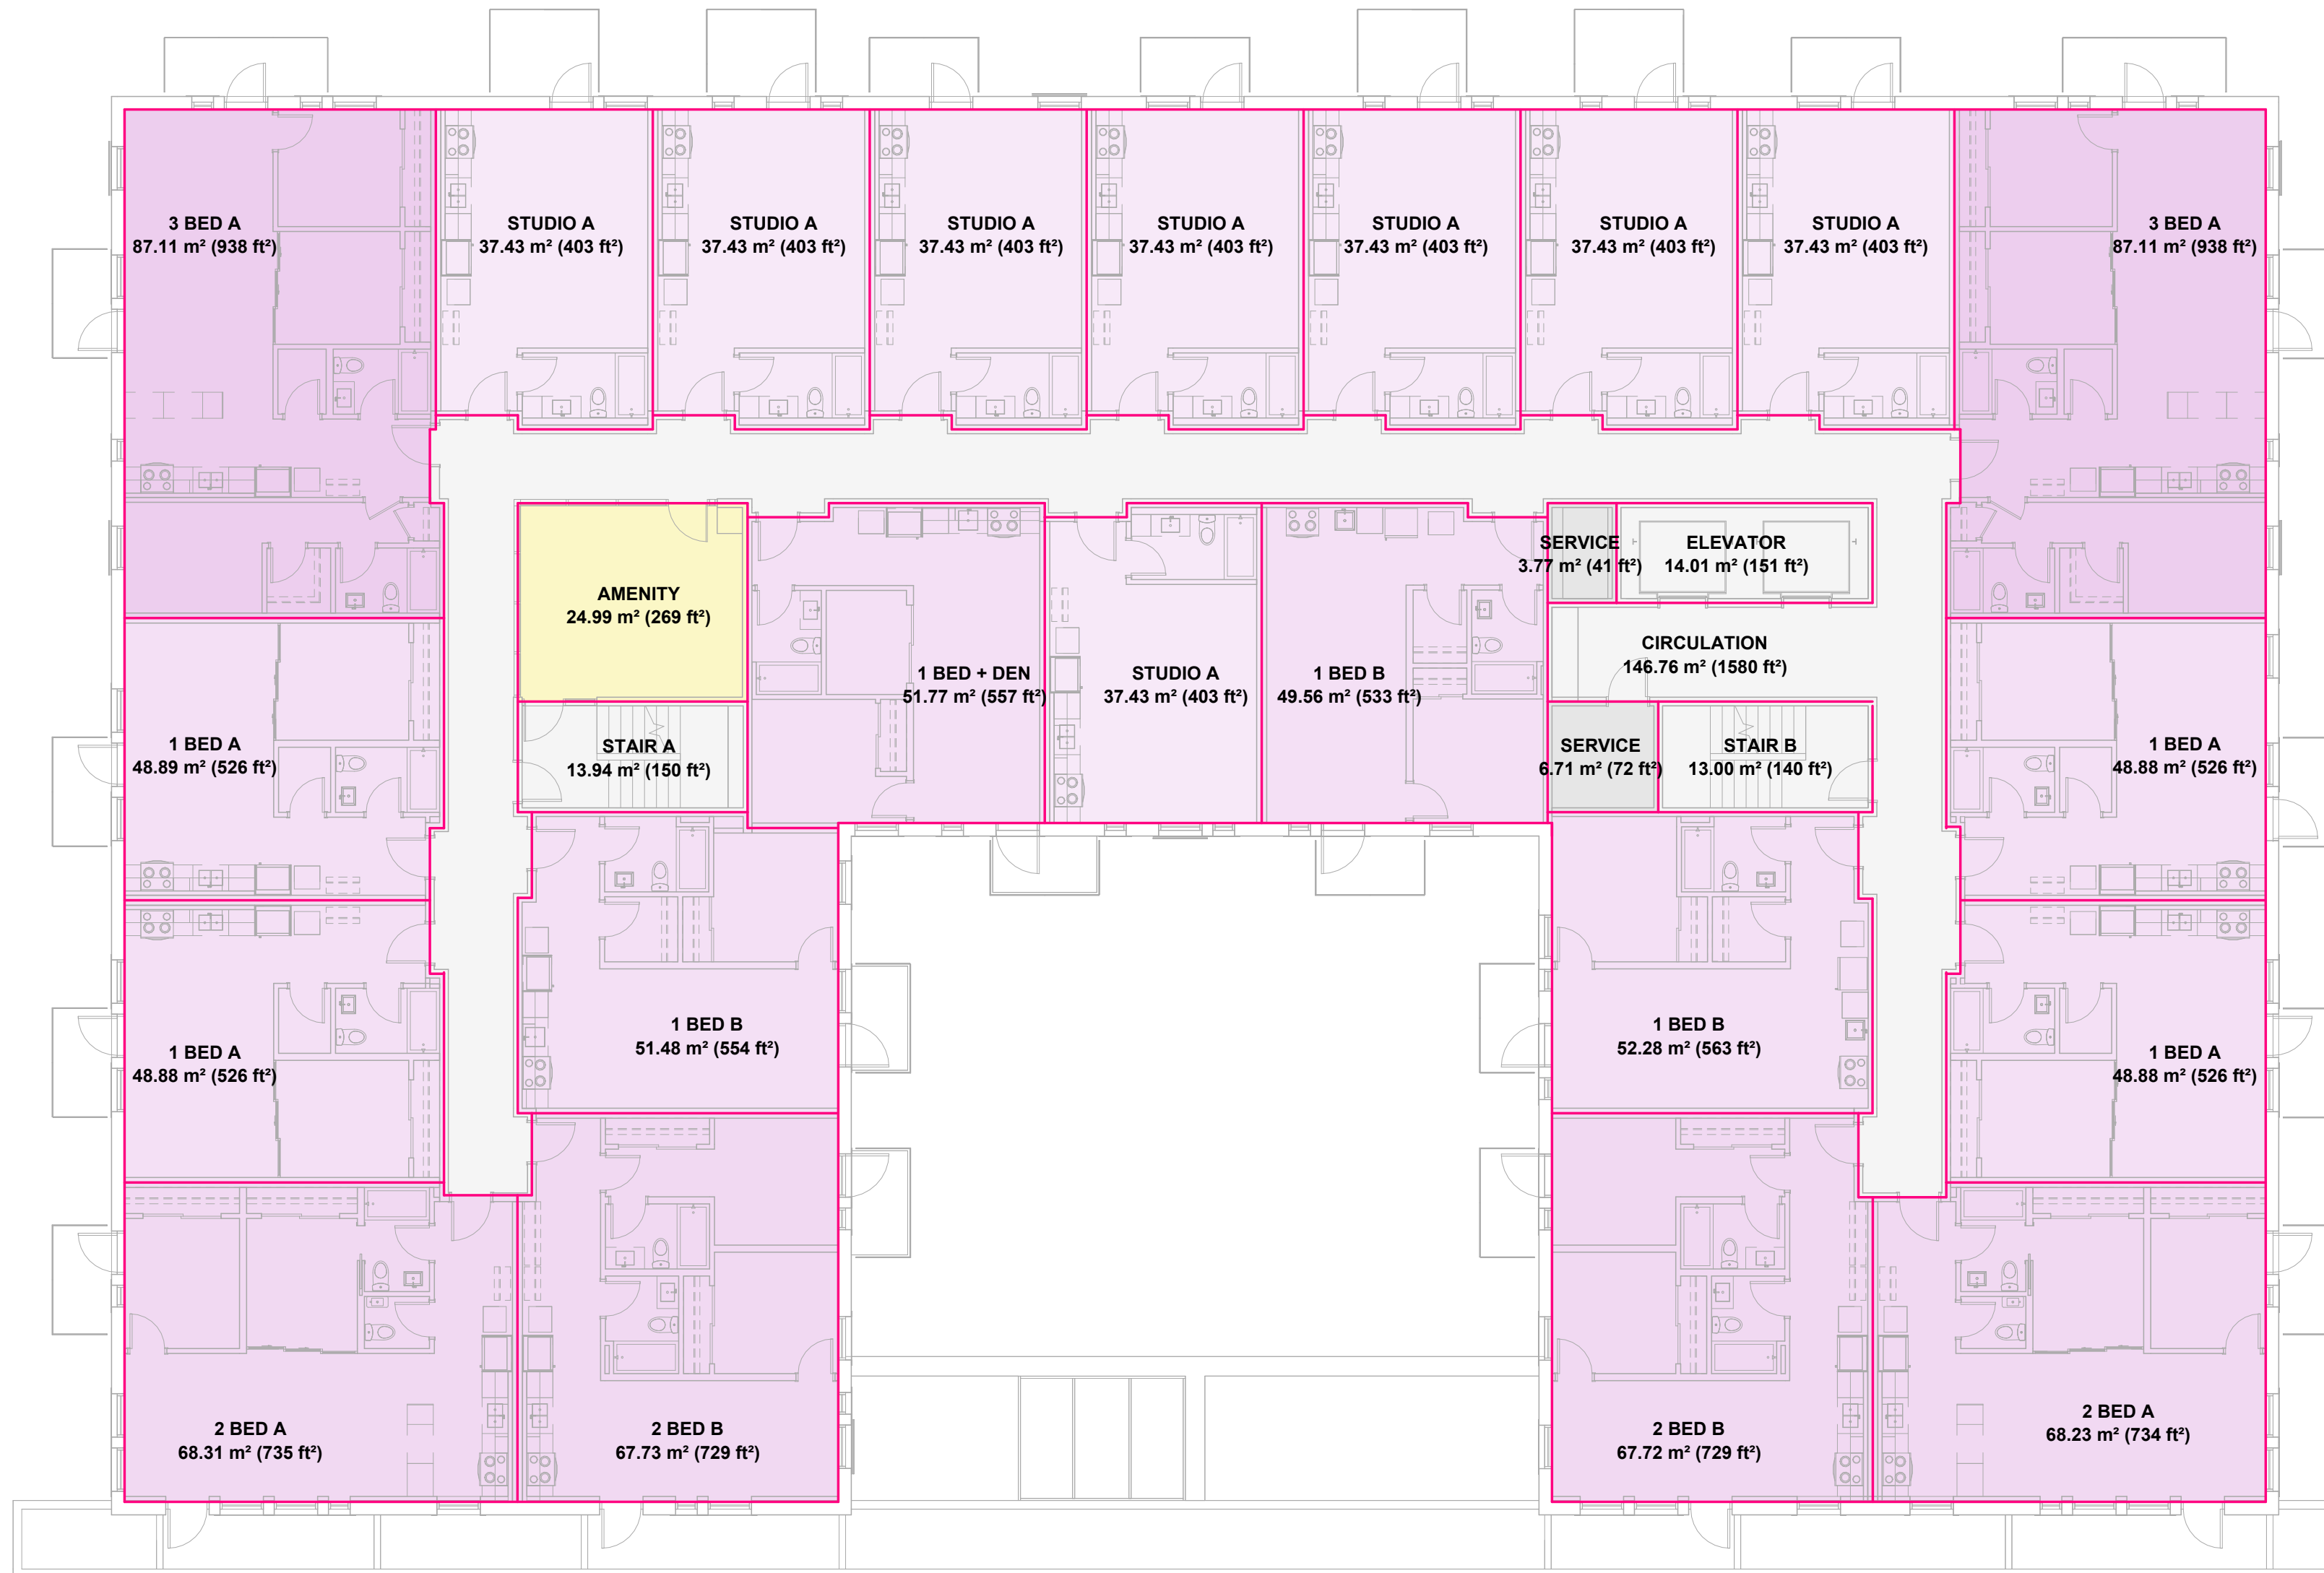 3 BED A
87.11 m² (938 ft²)
STUDIO A
37.43 m² (403 ft²)
STUDIO A
37.43 m² (403 ft²)
STUDIO A
37.43 m² (403 ft²)
STUDIO A
37.43 m² (403 ft²)
STUDIO A
37.43 m² (403 ft²)
STUDIO A
37.43 m² (403 ft²)
STUDIO A
37.43 m² (403 ft²)
3 BED A
87.11 m² (938 ft²)
AMENITY
24.99 m² (269 ft²)
SERVICE
3.77 m² (41 ft²)
ELEVATOR
14.01 m² (151 ft²)
CIRCULATION
146.76 m² (1580 ft²)
1 BED + DEN
51.77 m² (557 ft²)
STUDIO A
37.43 m² (403 ft²)
1 BED B
49.56 m² (533 ft²)
1 BED A
48.89 m² (526 ft²)
STAIR A
13.94 m² (150 ft²)
SERVICE
6.71 m² (72 ft²)
STAIR B
13.00 m² (140 ft²)
1 BED A
48.88 m² (526 ft²)
1 BED A
48.88 m² (526 ft²)
1 BED B
51.48 m² (554 ft²)
1 BED B
52.28 m² (563 ft²)
1 BED A
48.88 m² (526 ft²)
2 BED A
68.31 m² (735 ft²)
2 BED B
67.73 m² (729 ft²)
2 BED B
67.72 m² (729 ft²)
2 BED A
68.23 m² (734 ft²)